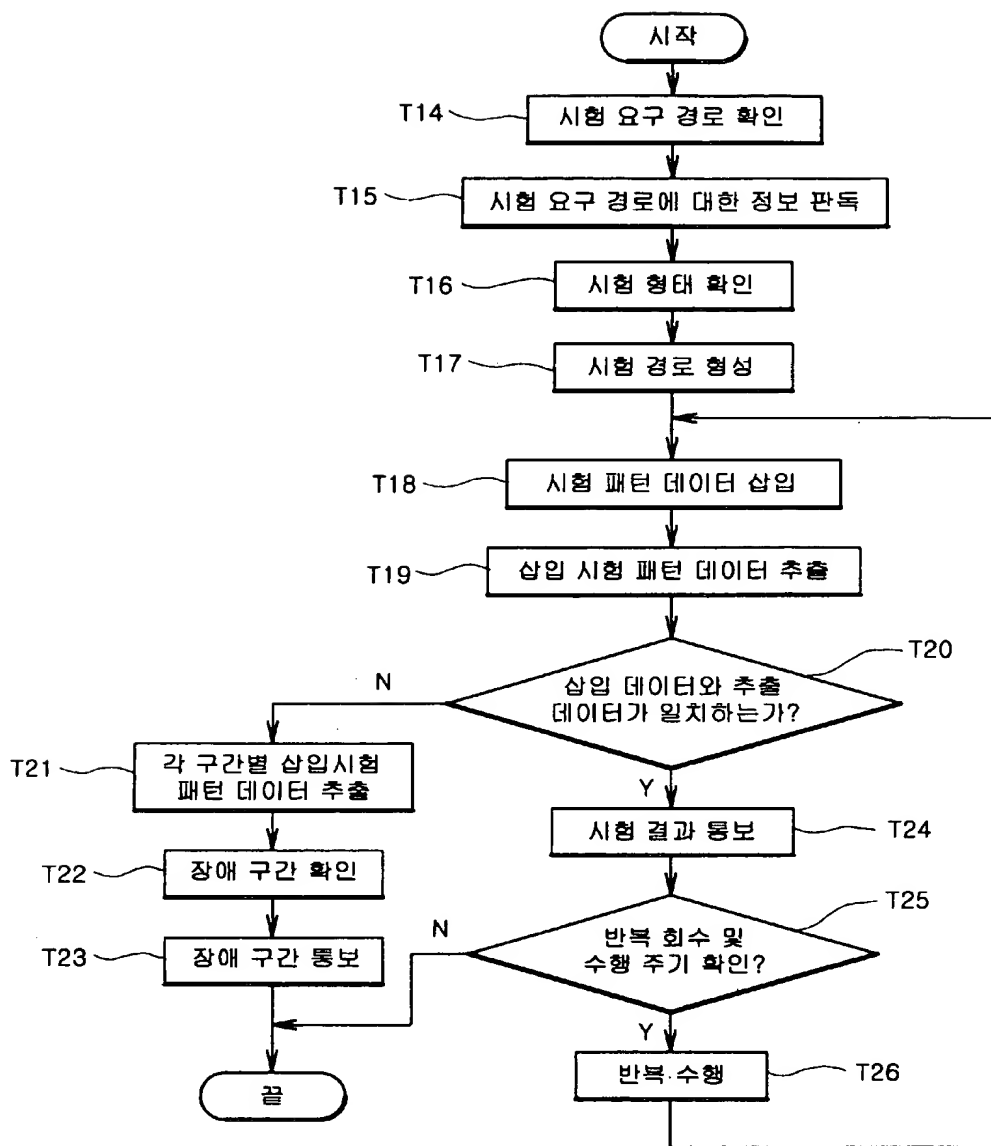 시작
T14
시험 요구 경로 확인
T15
시험 요구 경로에 대한 정보 판독
T16
시험 형태 확인
T17
시험 경로 형성
T18
시험 패턴 데이터 삽입
T19
삽입 시험 패턴 데이터 추출
T20
삽입 데이터와 추출
데이터가 일치하는가?
N
Y
T21
각 구간별 삽입시험
패턴 데이터 추출
T24
시험 결과 통보
T22
장애 구간 확인
T25
반복 회수 및
수행 주기 확인?
N
Y
T23
장애 구간 통보
T26
반복 수행
끝